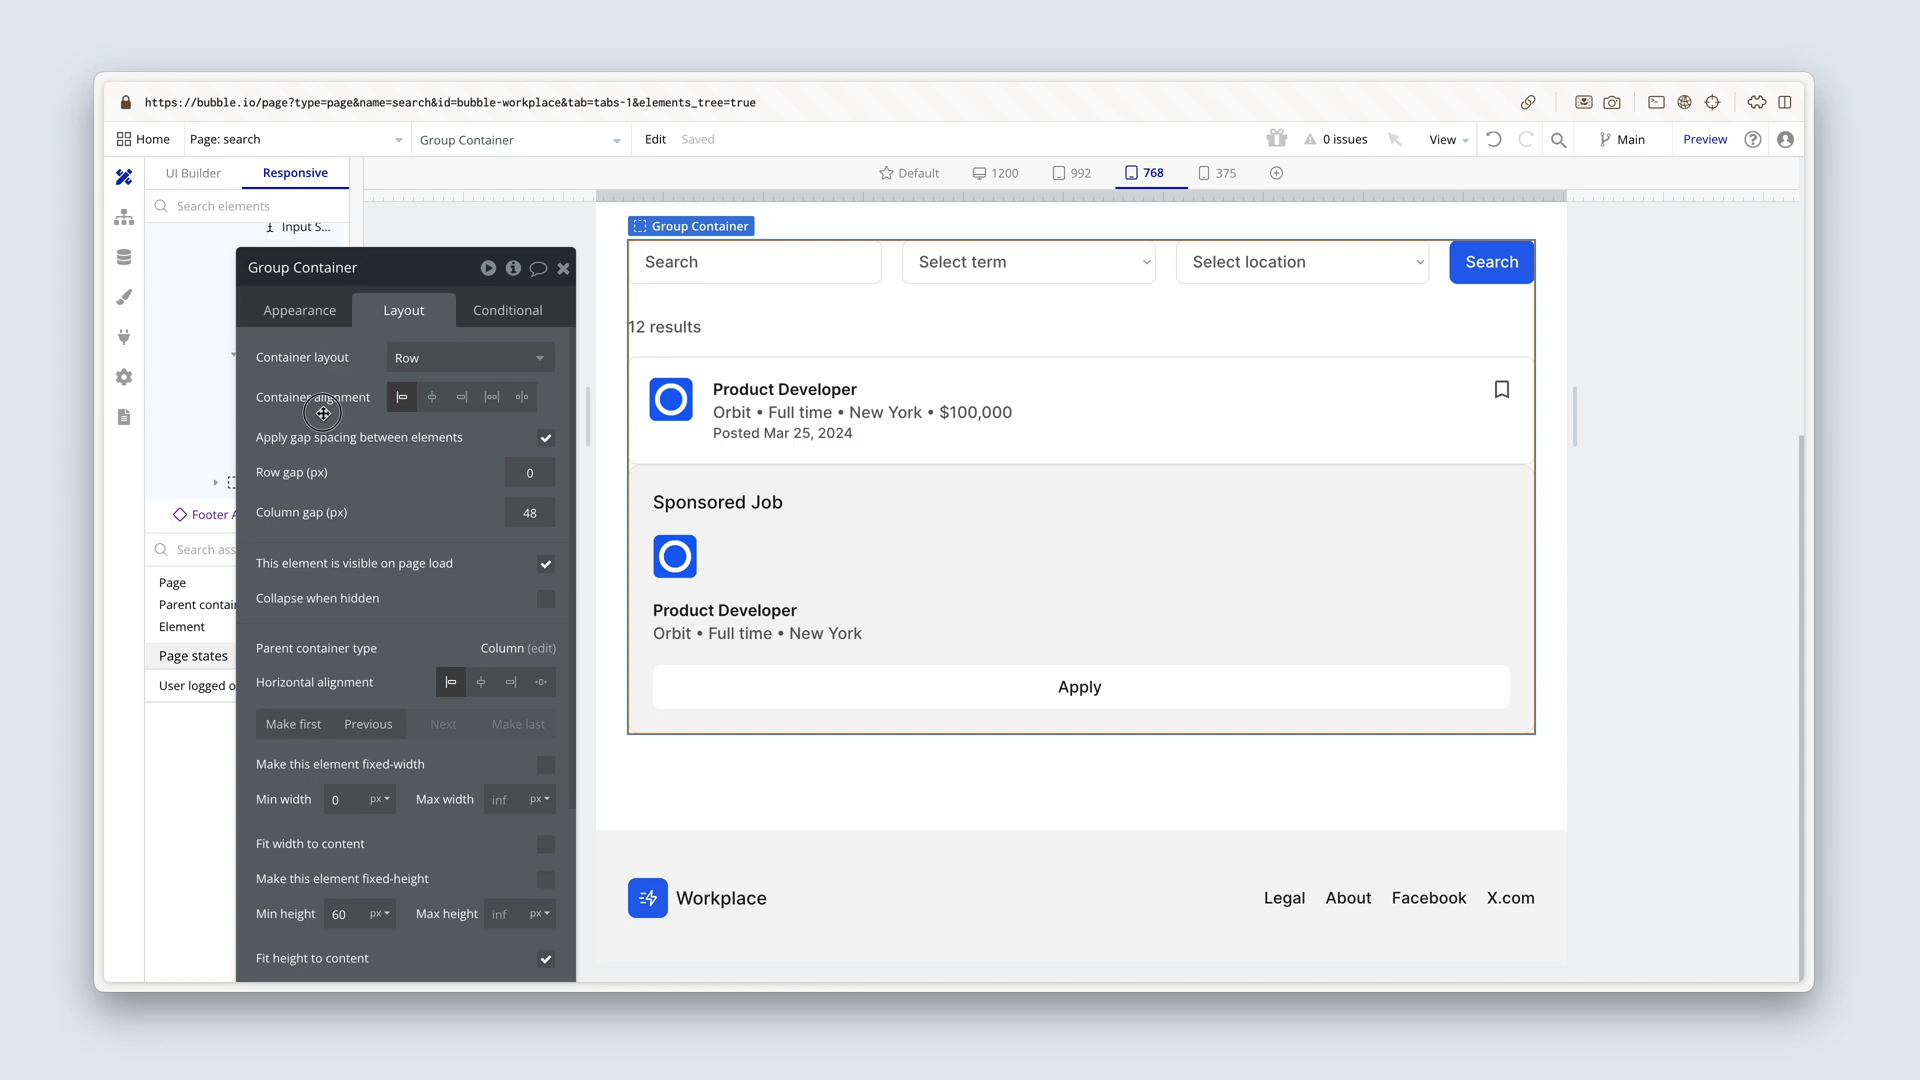 https://bubble.io/page?type=page&name=search&id=bubble-workplace&tab=tabs-1&elements_tree=true
Home
Page: search
Group Container
Edit
Saved
0 issues
View
Main
Preview
UI Builder
Responsive
Default
1200
992
768
375
Search elements
Input S...
Footer A
Search ass
Page
Parent contai
Element
Page states
User logged o
Group Container
Appearance
Layout
Conditional
Container layout
Row
Container alignment
Apply gap spacing between elements
Row gap (px)
0
Column gap (px)
48
This element is visible on page load
Collapse when hidden
Parent container type
Column (edit)
Horizontal alignment
Make first
Previous
Next
Make last
Make this element fixed-width
Min width
0
px
Max width
inf
px
Fit width to content
Make this element fixed-height
Min height
60
px
Max height
inf
px
Fit height to content
Group Container
Search
Select term
Select location
Search
12 results
Product Developer
Orbit • Full time • New York • $100,000
Posted Mar 25, 2024
Sponsored Job
Product Developer
Orbit • Full time • New York
Apply
Workplace
Legal
About
Facebook
X.com